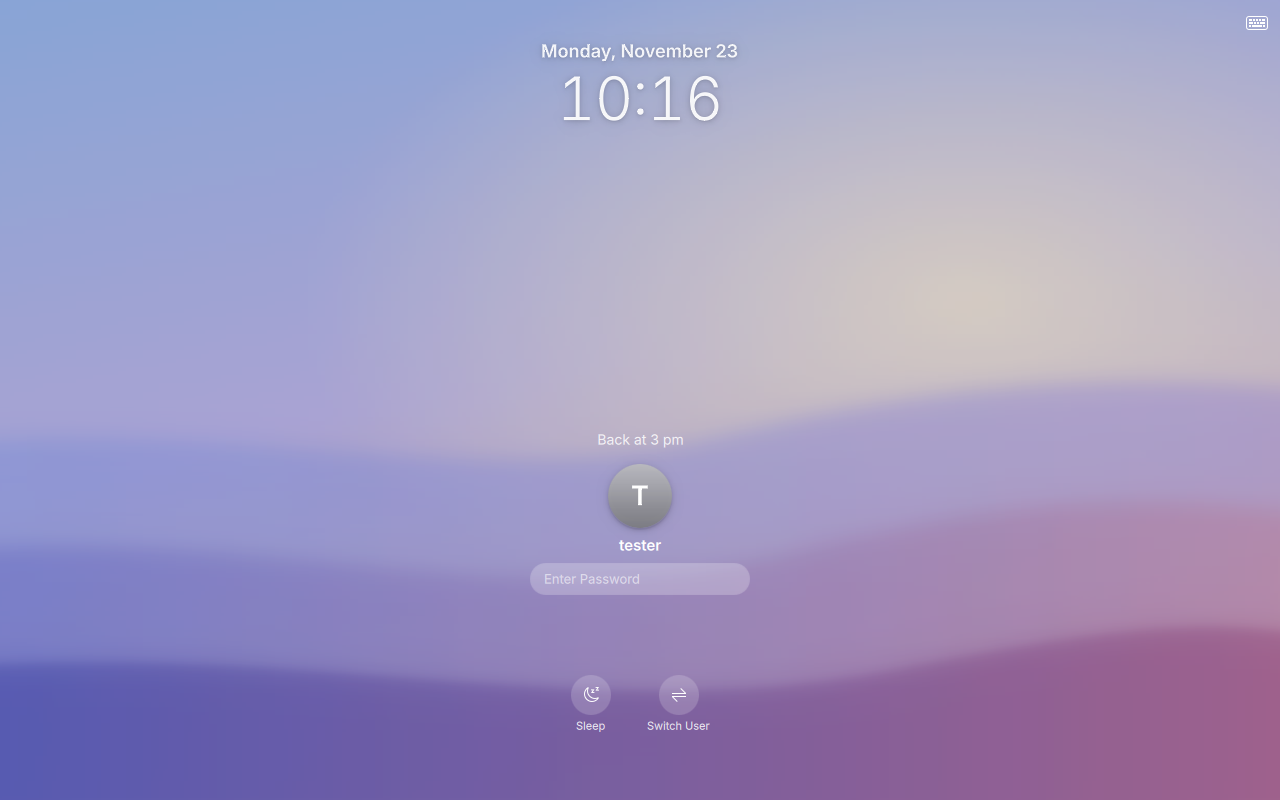 Monday, November 23
10:16
Back at 3 pm
T
tester
Enter Password
Sleep
Switch User